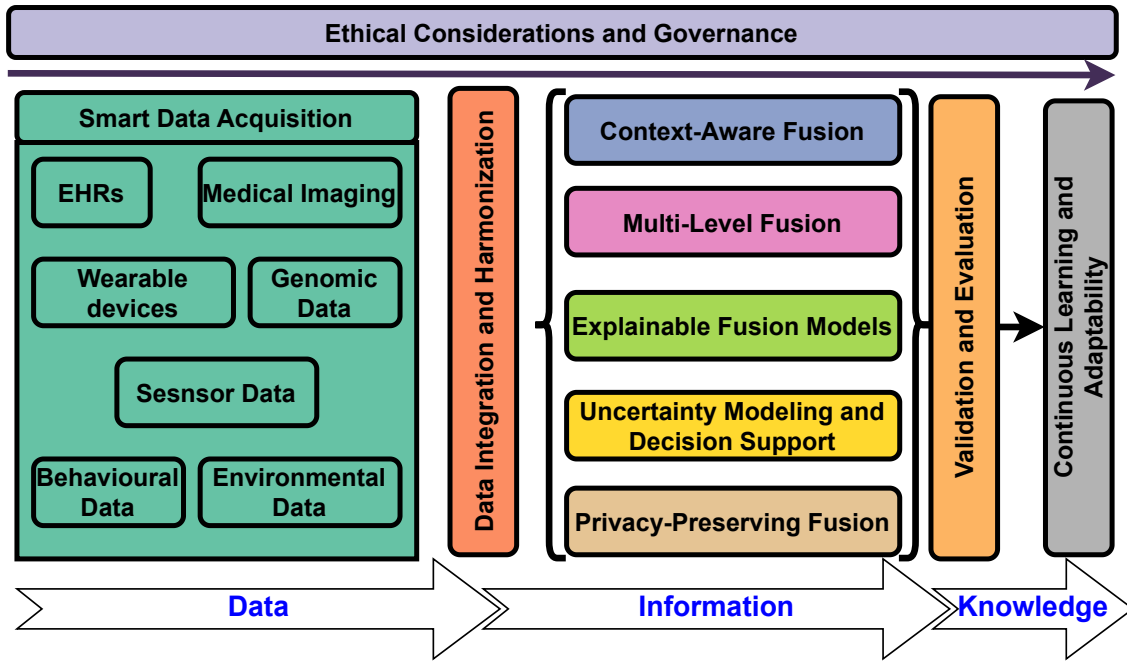 Ethical Considerations and Governance
Smart Data Acquisition
EHRs
Medical Imaging
Wearable
devices
Genomic
Data
Sesnsor Data
Behavioural
Data
Environmental
Data
Data Integration and Harmonization
Context-Aware Fusion
Multi-Level Fusion
Explainable Fusion Models
Uncertainty Modeling and
Decision Support
Privacy-Preserving Fusion
Validation and Evaluation
Continuous Learning and
Adaptability
Data
Information
Knowledge